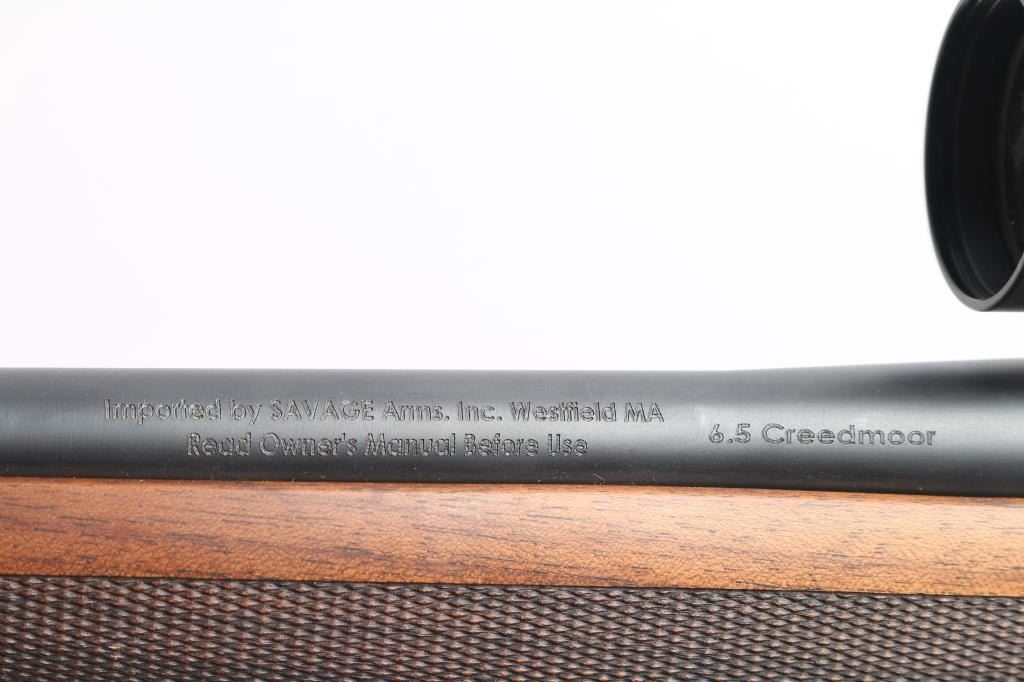 Imported by SAVAGE Arms. Inc. Westfield MA
Read Owner's Manual Before Use
6.5 Creedmoor